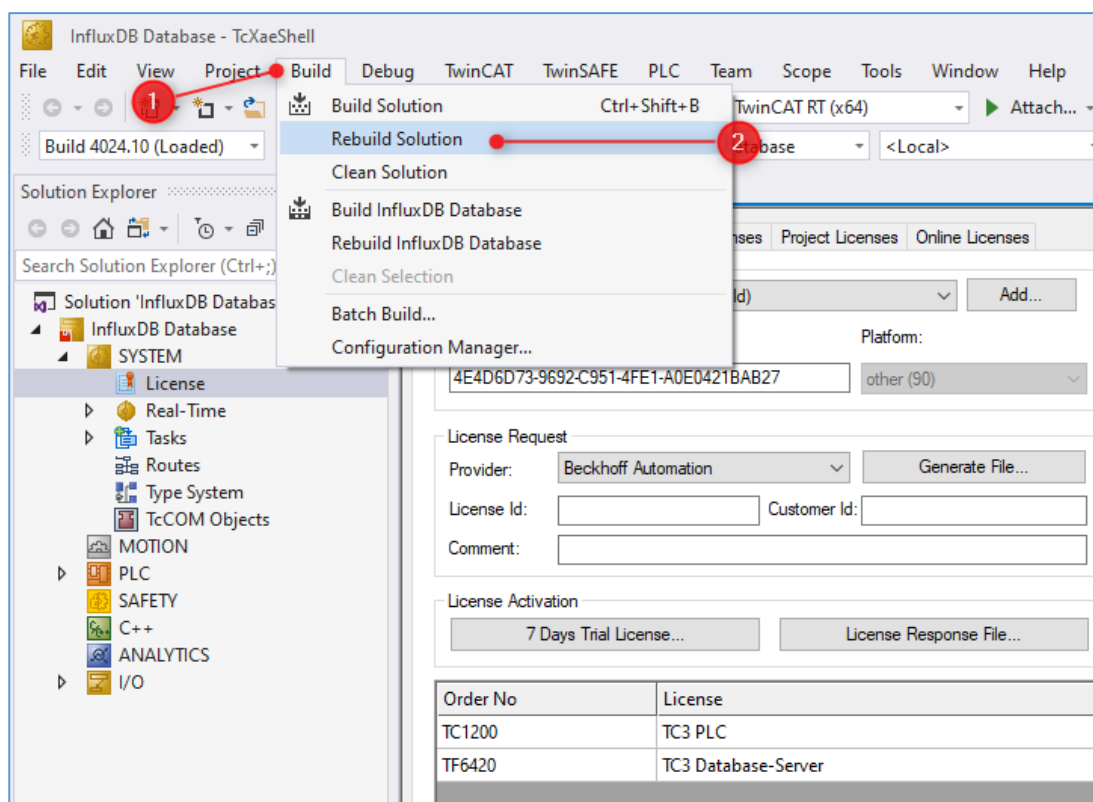 InfluxDB Database - TcXaeShell
File Edit View Project Build Debug TwinCAT TwinSAFE PLC Team Scope Tools Window Help
1
Build Solution Ctrl+Shift+B
TwinCAT RT (x64) Attach...
Rebuild Solution
2
Build 4024.10 (Loaded)
<Local>
Clean Solution
Solution Explorer
Build InfluxDB Database
Rebuild InfluxDB Database
Project Licenses Online Licenses
Search Solution Explorer (Ctrl+;)
Clean Selection
Solution 'InfluxDB Databas
Add...
Batch Build...
InfluxDB Database
Platform:
Configuration Manager...
SYSTEM
4E4D6D73-9692-C951-4FE1-A0E0421BAB27 other (90)
License
Real-Time
Tasks
Routes
Type System
TcCOM Objects
MOTION
PLC
SAFETY
C++
ANALYTICS
I/O
License Request
Provider: Beckhoff Automation Generate File...
License Id: Customer Id:
Comment:
License Activation
7 Days Trial License... License Response File...
Order No License
TC1200 TC3 PLC
TF6420 TC3 Database-Server